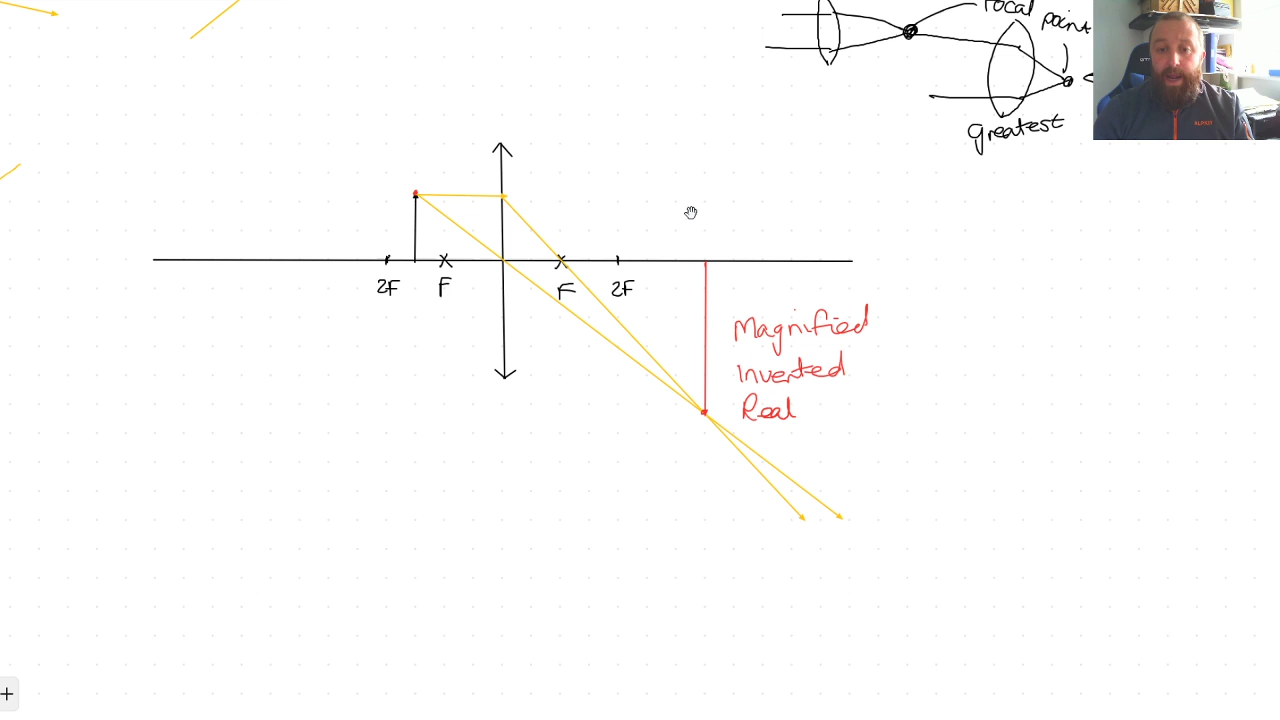 focal point
greatest
2F F F 2F
Magnified
Inverted
Real